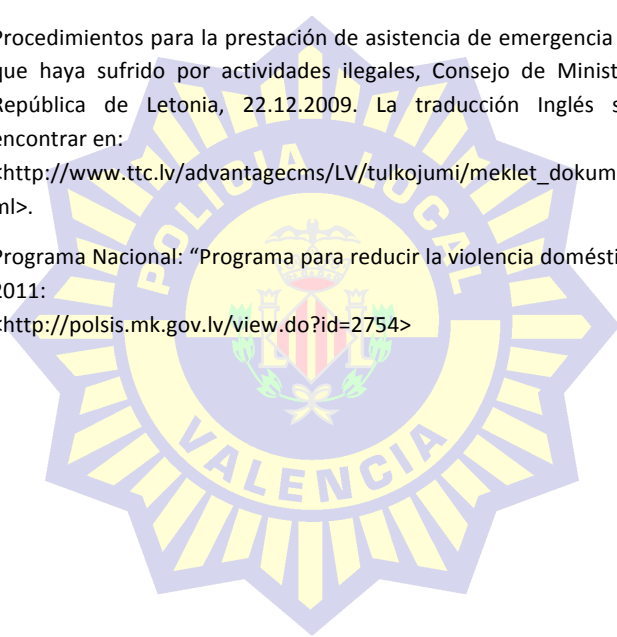 Procedimientos para la prestación de asistencia de emergencia
que haya sufrido por actividades ilegales, Consejo de Minist
República de Letonia, 22.12.2009. La traducción Inglés s
encontrar en:
<http://www.ttc.lv/advantagecms/LV/tulkojumi/meklet_dokum
ml>.
Programa Nacional: “Programa para reducir la violencia domésti
2011:
<http://polsis.mk.gov.lv/view.do?id=2754>
POLICIA LOCAL
VALENCIA